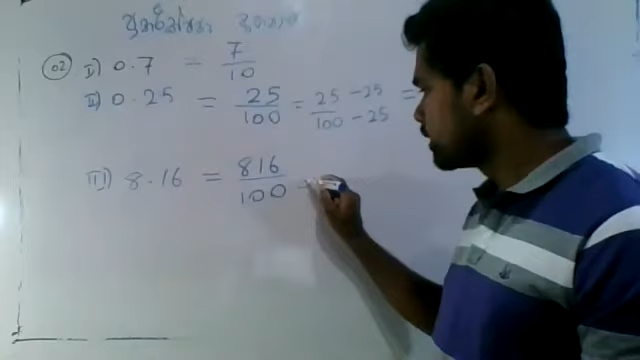 02 I) 0.7 = 7/10
II) 0.25 = 25/100 = 25 - 25/100 - 25 =
III) 8.16 = 816/100 =